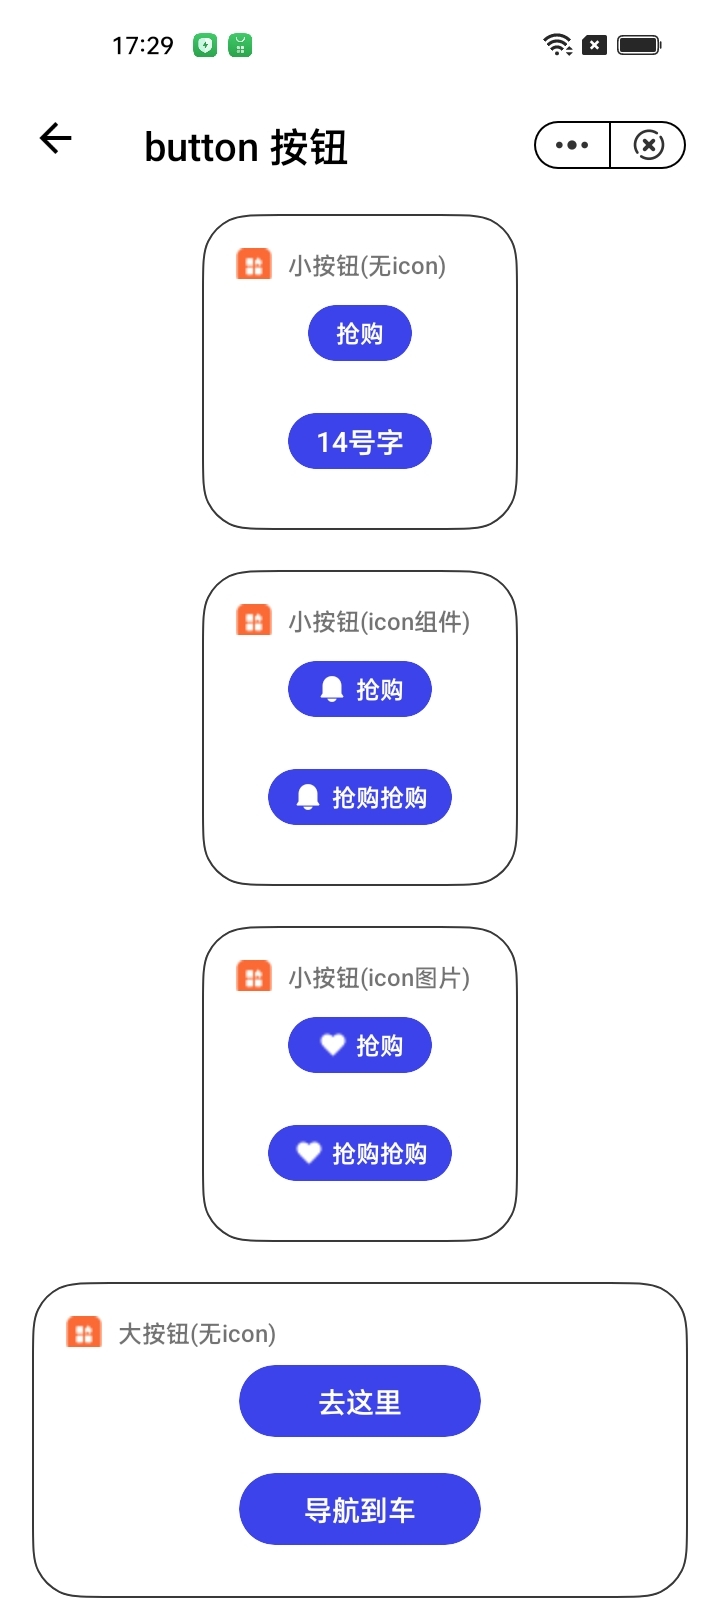 17:29
button 按钮
小按钮(无icon)
抢购
14号字
小按钮(icon组件)
抢购
抢购抢购
小按钮(icon图片)
抢购
抢购抢购
大按钮(无icon)
去这里
导航到车